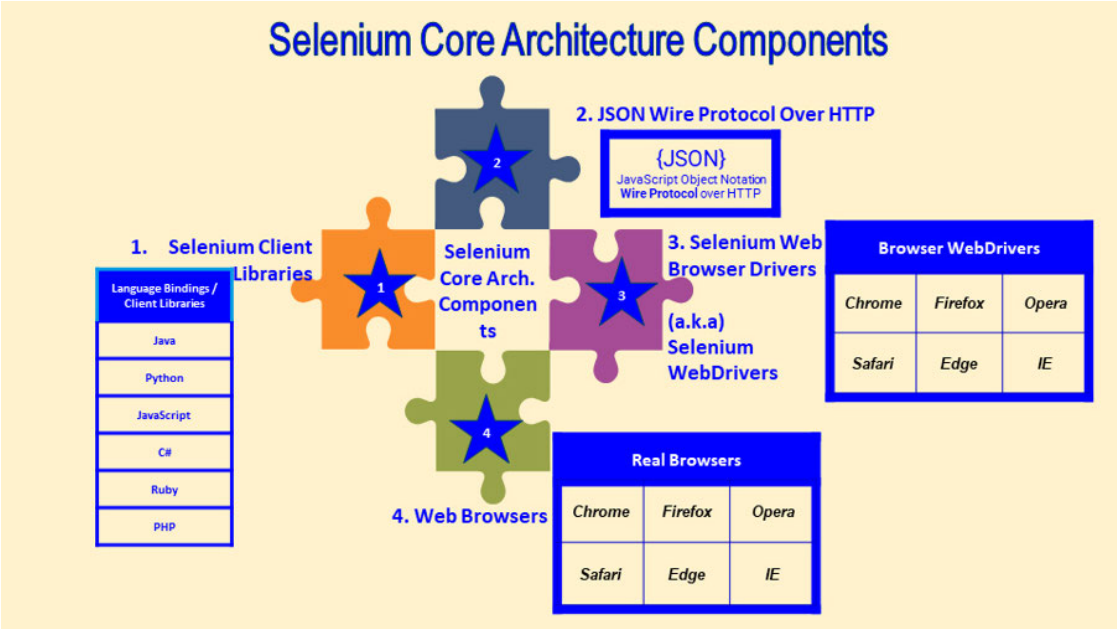 Selenium Core Architecture Components
2. JSON Wire Protocol Over HTTP
{JSON}
JavaScript Object Notation
Wire Protocol over HTTP
2
1. Selenium Client
Libraries
Language Bindings /
Client Libraries
Java
Python
JavaScript
C#
Ruby
PHP
1
Selenium
Core Arch.
Componen
ts
3
3. Selenium Web
Browser Drivers
(a.k.a)
Selenium
WebDrivers
Browser WebDrivers
Chrome Firefox Opera
Safari Edge IE
4
4. Web Browsers
Real Browsers
Chrome Firefox Opera
Safari Edge IE